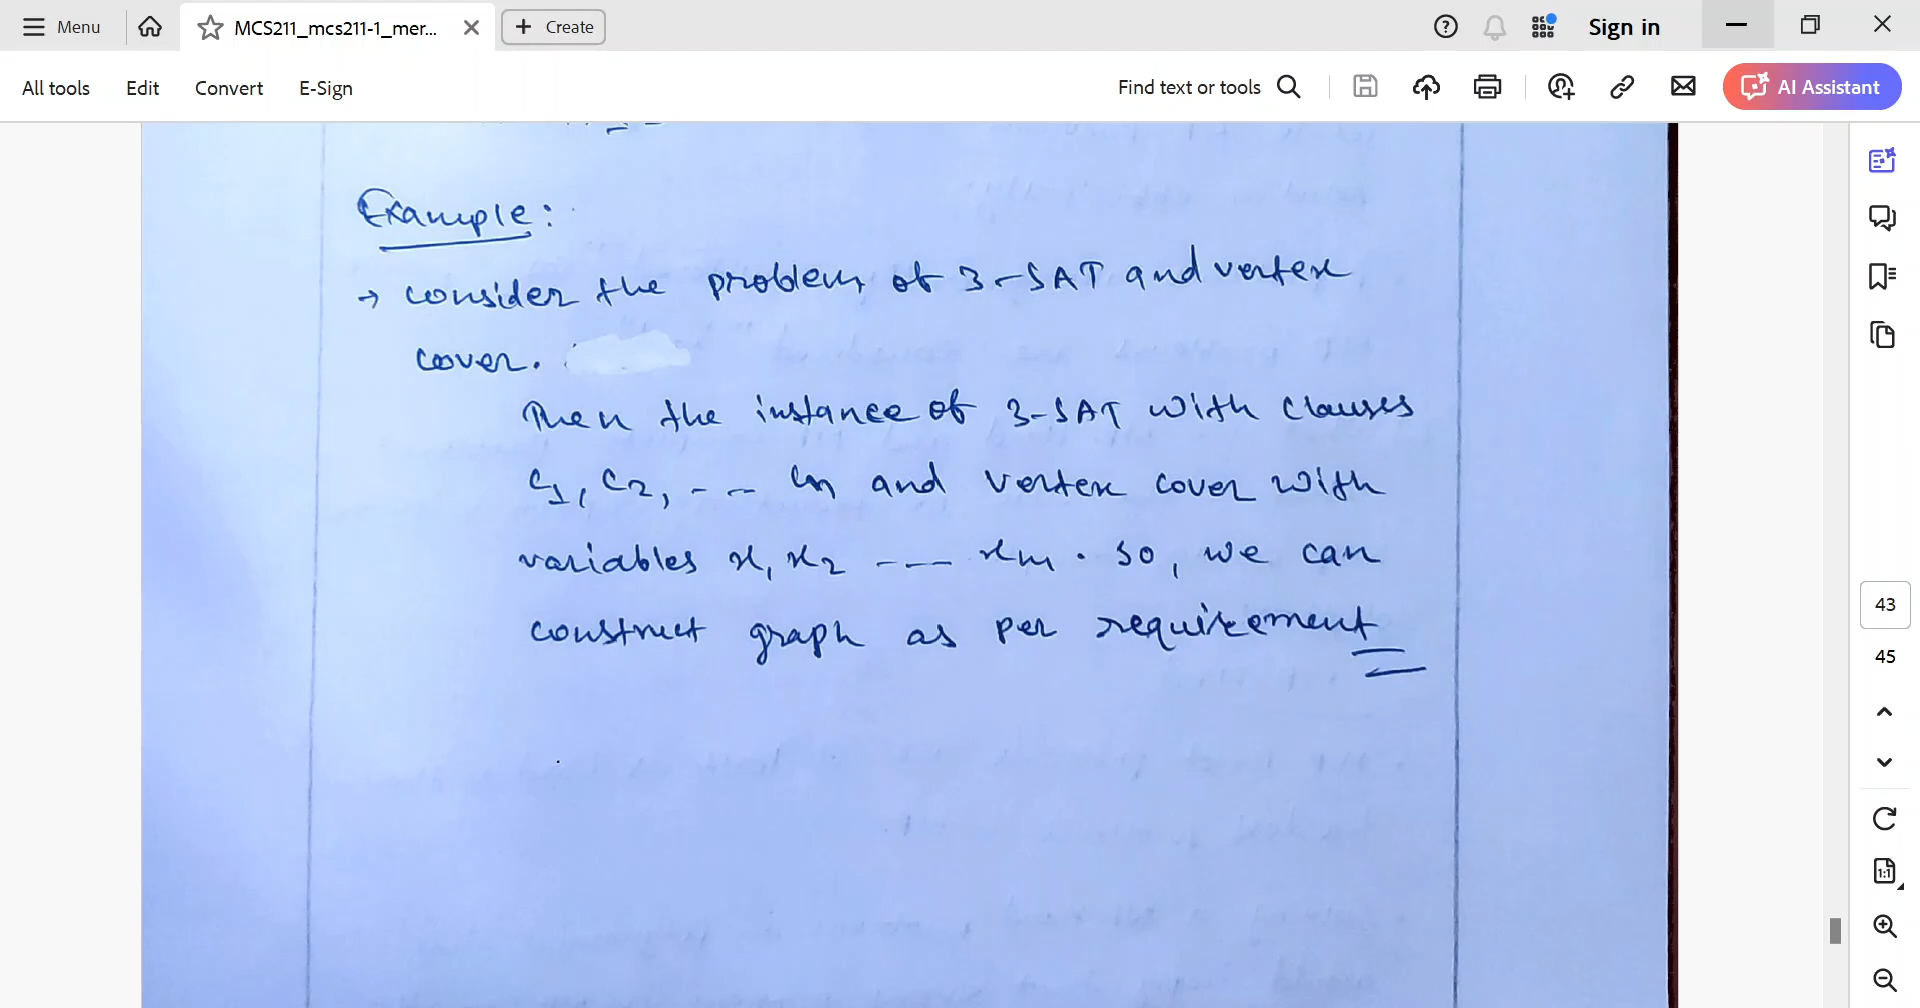 Menu
MCS211_mcs211-1_mer...
Create
Sign in
All tools
Edit
Convert
E-Sign
Find text or tools
AI Assistant
Example:
→ consider the problem of 3-SAT and vertex
cover.
Then the instance of 3-SAT with clauses
C1, C2, -- Cn and vertex cover with
variables x1 x2 --- xm. so, we can
construct graph as per requirement
43
45